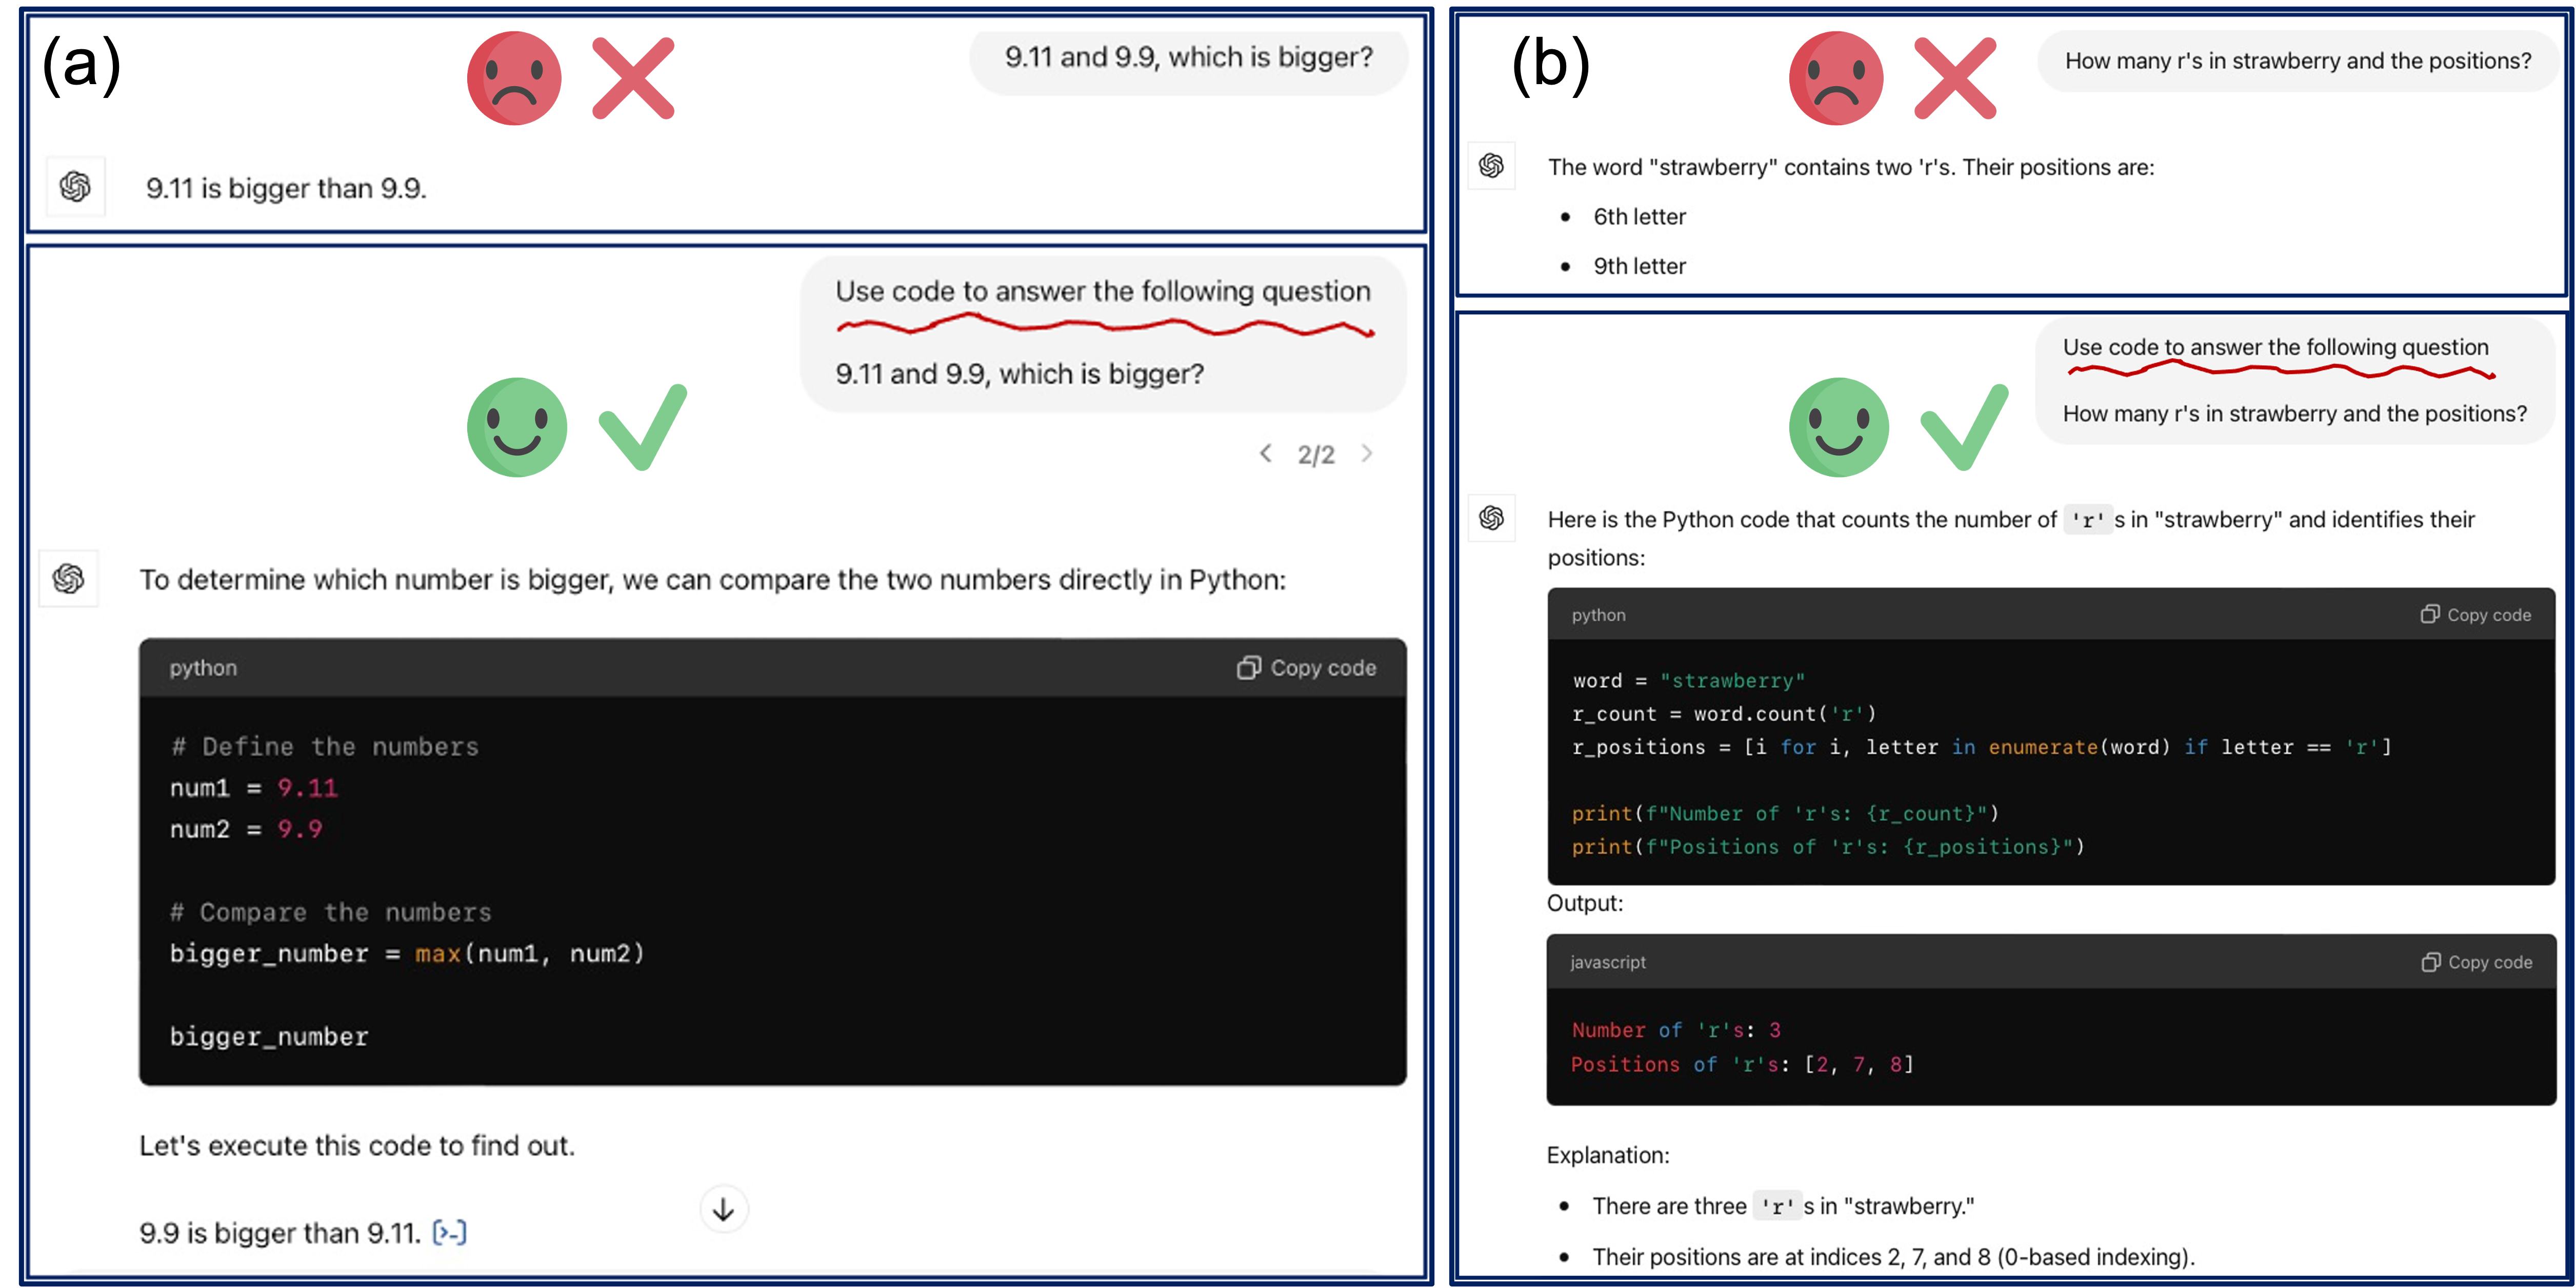 (a)
9.11 and 9.9, which is bigger?
9.11 is bigger than 9.9.
Use code to answer the following question
9.11 and 9.9, which is bigger?
< 2/2 >
To determine which number is bigger, we can compare the two numbers directly in Python:
python Copy code
# Define the numbers
num1 = 9.11
num2 = 9.9
# Compare the numbers
bigger_number = max(num1, num2)
bigger_number
Let's execute this code to find out.
9.9 is bigger than 9.11. [>-]
(b)
How many r's in strawberry and the positions?
The word "strawberry" contains two 'r's. Their positions are:
• 6th letter
• 9th letter
Use code to answer the following question
How many r's in strawberry and the positions?
Here is the Python code that counts the number of 'r' s in "strawberry" and identifies their
positions:
python Copy code
word = "strawberry"
r_count = word.count('r')
r_positions = [i for i, letter in enumerate(word) if letter == 'r']
print(f"Number of 'r's: {r_count}")
print(f"Positions of 'r's: {r_positions}")
Output:
javascript Copy code
Number of 'r's: 3
Positions of 'r's: [2, 7, 8]
Explanation:
• There are three 'r' s in "strawberry."
• Their positions are at indices 2, 7, and 8 (0-based indexing).